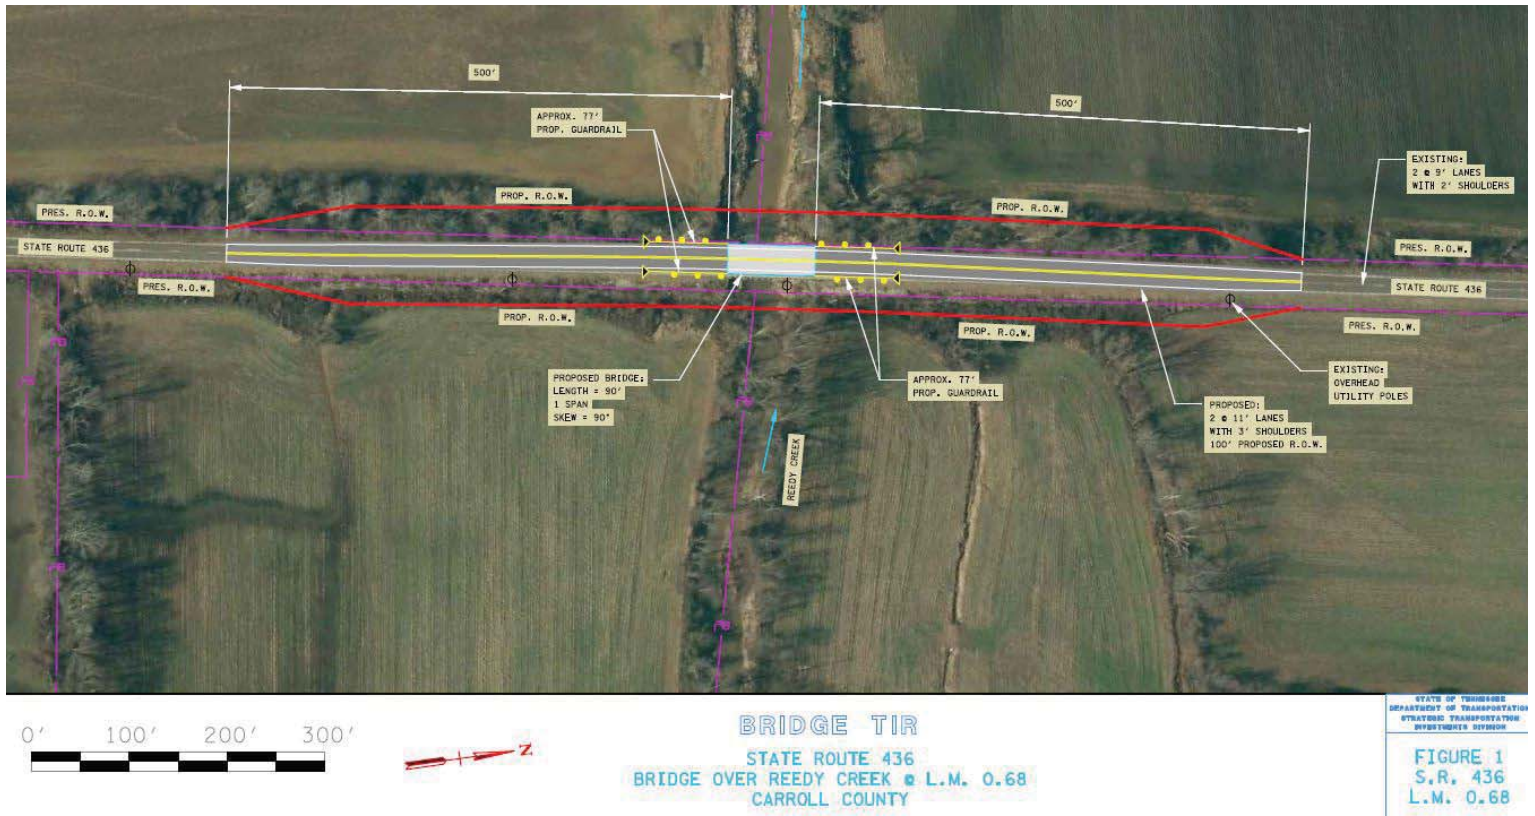 500'
500'
APPROX. 77'
PROP. GUARDRAIL
EXISTING:
2 @ 9' LANES
WITH 2' SHOULDERS
PROP. R.O.W.
PROP. R.O.W.
PRES. R.O.W.
STATE ROUTE 436
PRES. R.O.W.
PRES. R.O.W.
STATE ROUTE 436
PROP. R.O.W.
PROP. R.O.W.
PRES. R.O.W.
PROPOSED BRIDGE:
LENGTH = 90'
1 SPAN
SKEW = 90°
APPROX. 77'
PROP. GUARDRAIL
EXISTING:
OVERHEAD
UTILITY POLES
PROPOSED:
2 @ 11' LANES
WITH 3' SHOULDERS
100' PROPOSED R.O.W.
REEDY CREEK
0' 100' 200' 300'
N
BRIDGE TIR
STATE ROUTE 436
BRIDGE OVER REEDY CREEK @ L.M. 0.68
CARROLL COUNTY
STATE OF TENNESSEE
DEPARTMENT OF TRANSPORTATION
STRATEGIC TRANSPORTATION
INVESTMENTS DIVISION
FIGURE 1
S.R. 436
L.M. 0.68